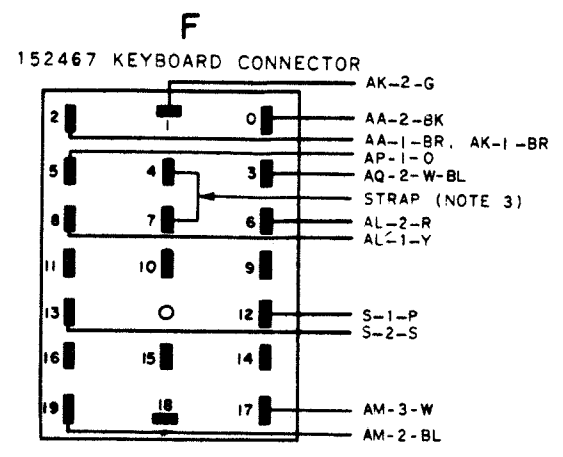 F
152467 KEYBOARD CONNECTOR
AK-2-G
2 1 0 AA-2-BK
AA-1-BR, AK-1-BR
AP-1-O
5 4 3 AQ-2-W-BL
STRAP (NOTE 3)
8 7 6 AL-2-R
AL-1-Y
11 10 9
13 12 S-1-P
S-2-S
16 15 14
19 18 17 AM-3-W
AM-2-BL